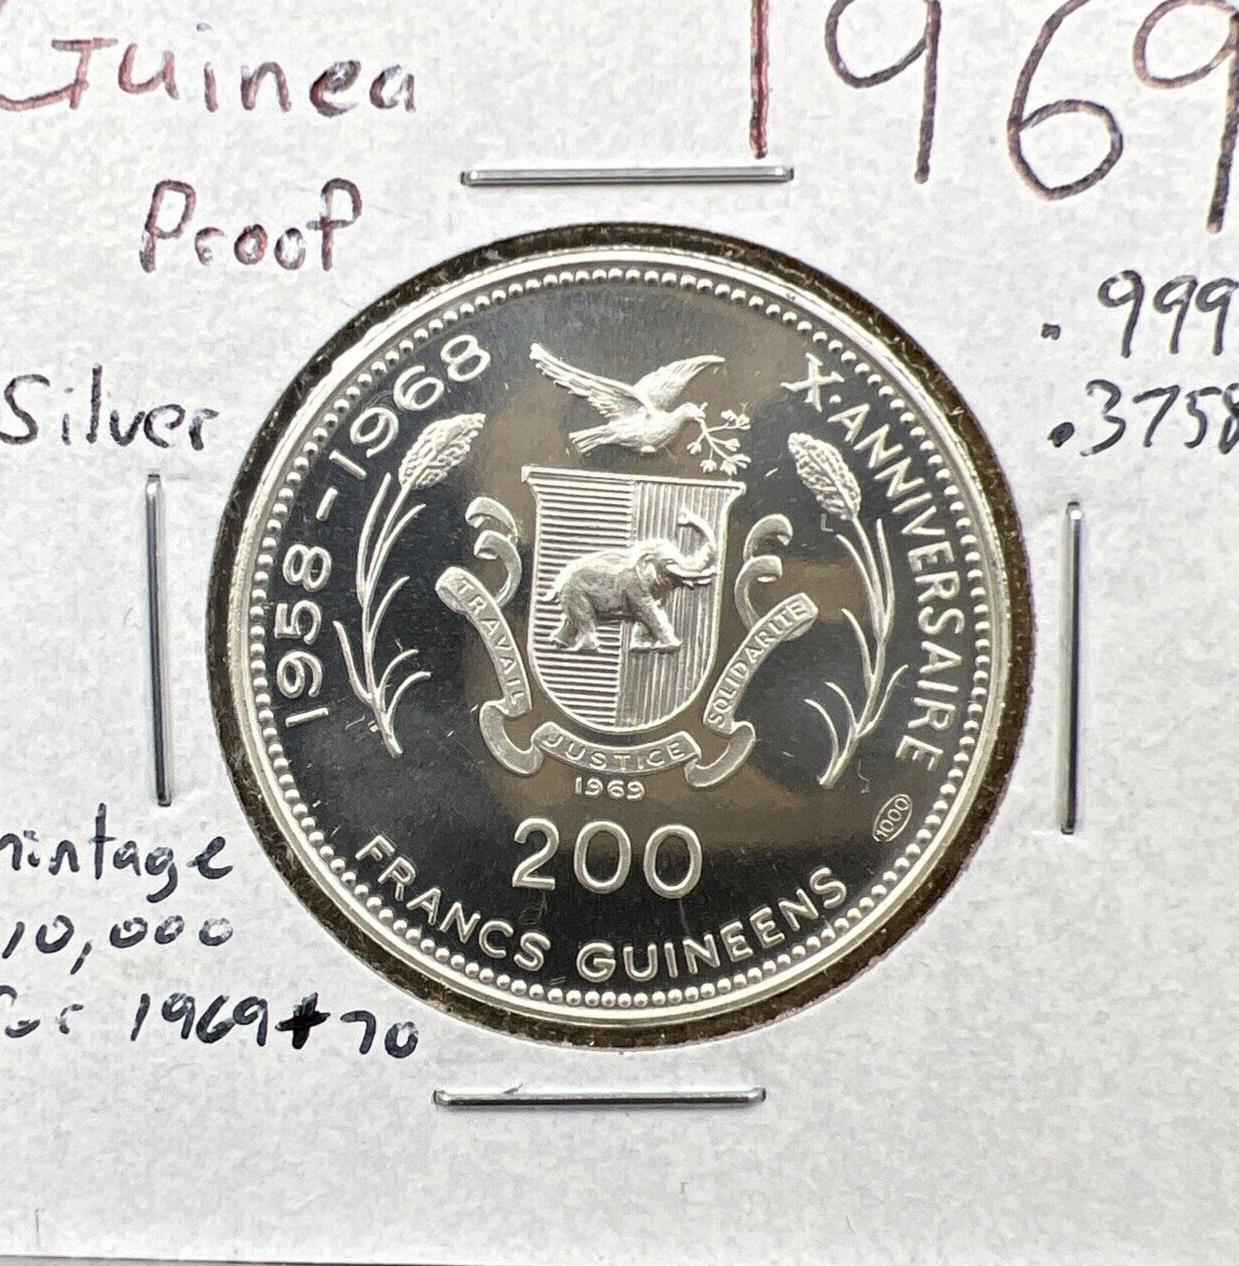 Guinea
1969
Proof
.999
Silver
.3758
mintage
10,000
for 1969+70
1958-1968
X·ANNIVERSAIRE
TRAVAIL
JUSTICE
SOLIDARITE
1969
1000
200
FRANCS GUINEENS